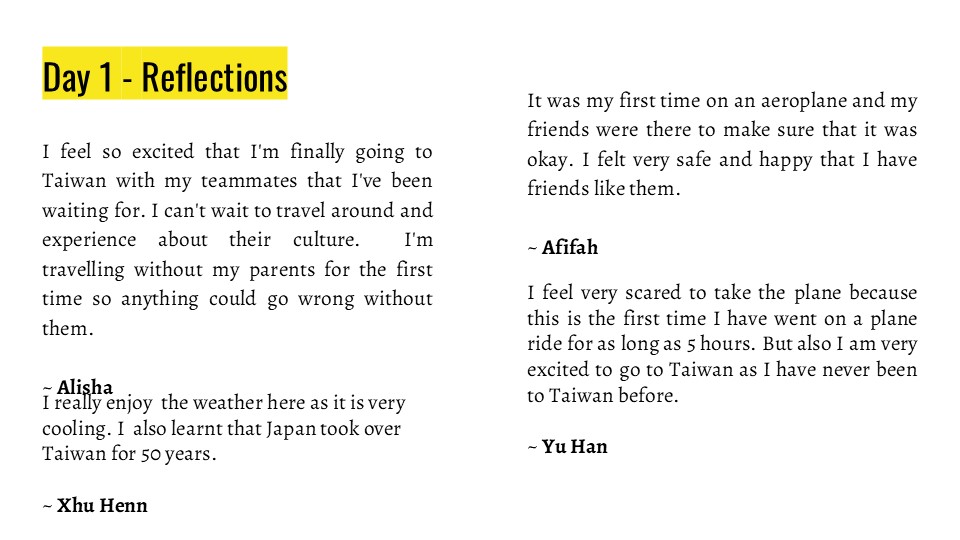 Day 1 - Reflections
I feel so excited that I'm finally going to
Taiwan with my teammates that I've been
waiting for. I can't wait to travel around and
experience about their culture. I'm
travelling without my parents for the first
time so anything could go wrong without
them.
~ Alisha
I really enjoy the weather here as it is very
cooling. I also learnt that Japan took over
Taiwan for 50 years.
~ Xhu Henn
It was my first time on an aeroplane and my
friends were there to make sure that it was
okay. I felt very safe and happy that I have
friends like them.
~ Afifah
I feel very scared to take the plane because
this is the first time I have went on a plane
ride for as long as 5 hours. But also I am very
excited to go to Taiwan as I have never been
to Taiwan before.
~ Yu Han